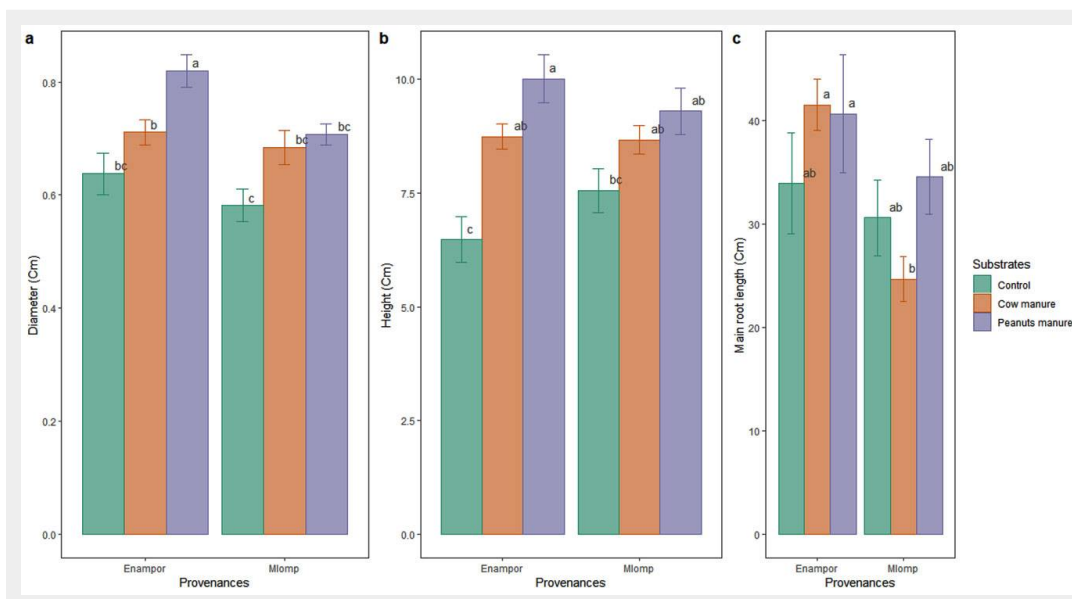 a
Diameter (Cm)
0.8
0.6
0.4
0.2
0.0
bc
b
a
c
bc
bc
Enampor
Mlomp
Provenances
b
Height (Cm)
10.0
7.5
5.0
2.5
0.0
c
ab
a
bc
ab
ab
Enampor
Mlomp
Provenances
c
Main root length (Cm)
40
30
20
10
0
ab
a
a
ab
b
ab
Enampor
Mlomp
Provenances
Substrates
Control
Cow manure
Peanuts manure